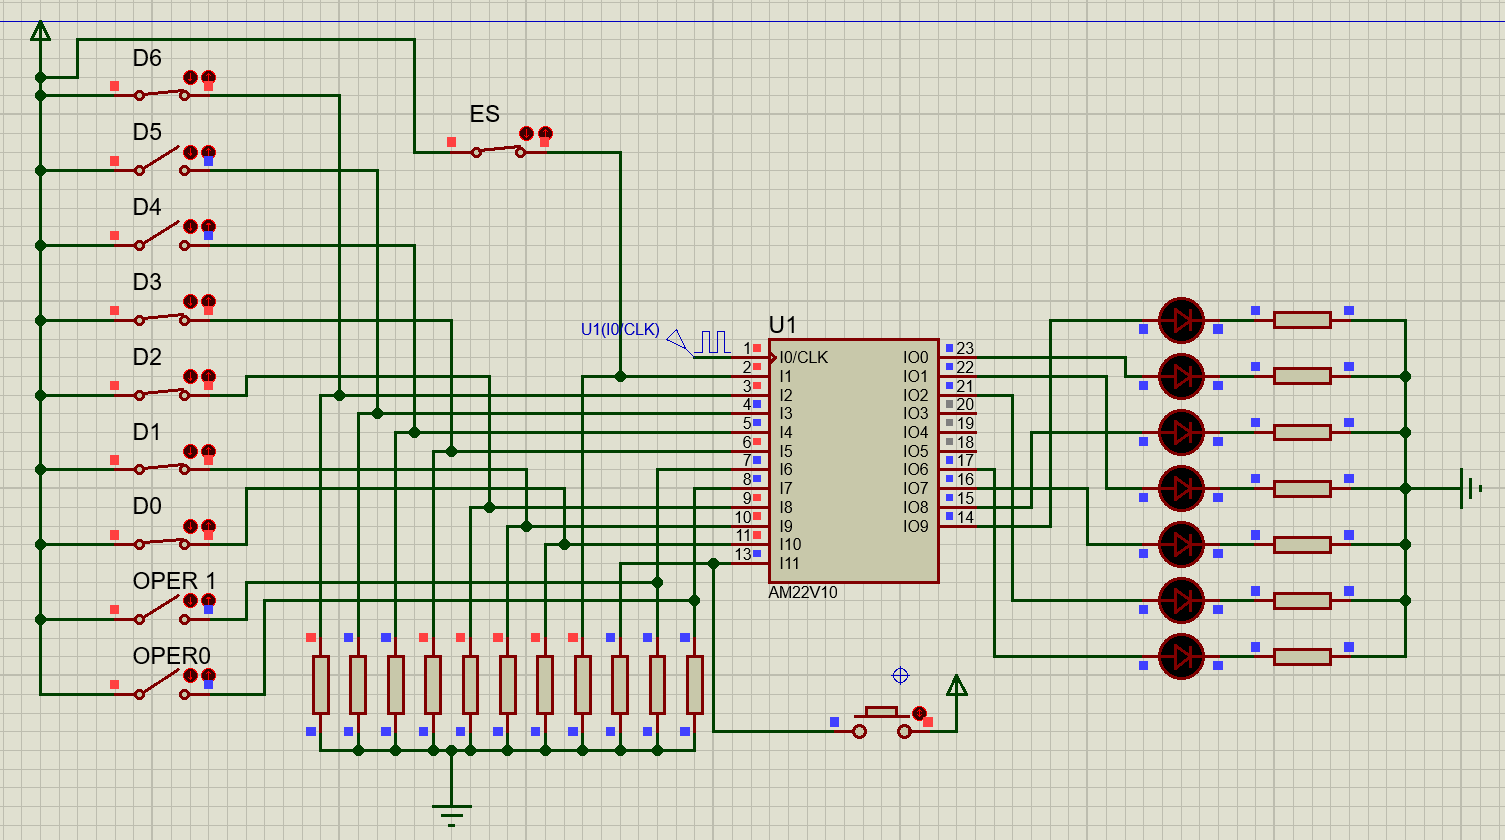 D6
D5
D4
D3
D2
D1
D0
OPER 1
OPER0
ES
U1(I0/CLK)
U1
1 I0/CLK IO0 23
2 I1 IO1 22
3 I2 IO2 21
4 I3 IO3 20
5 I4 IO4 19
6 I5 IO5 18
7 I6 IO6 17
8 I7 IO7 16
9 I8 IO8 15
10 I9 IO9 14
11 I10
13 I11
AM22V10